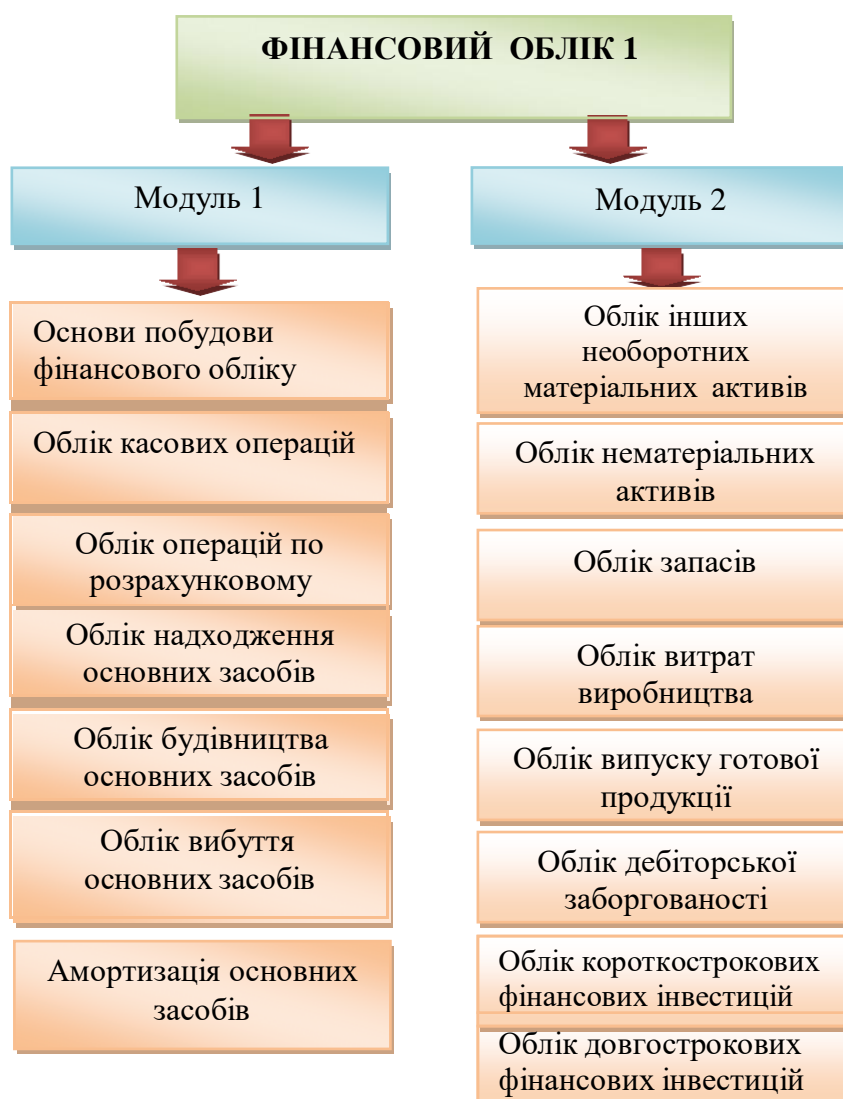 ФІНАНСОВИЙ ОБЛІК 1
Модуль 1
Основи побудови
фінансового обліку
Облік касових операцій
Облік операцій по
розрахунковому
Облік надходження
основних засобів
Облік будівництва
основних засобів
Облік вибуття
основних засобів
Амортизація основних
засобів
Модуль 2
Облік інших
необоротних
матеріальних активів
Облік нематеріальних
активів
Облік запасів
Облік витрат
виробництва
Облік випуску готової
продукції
Облік дебіторської
заборгованості
Облік короткострокових
фінансових інвестицій
Облік довгострокових
фінансових інвестицій